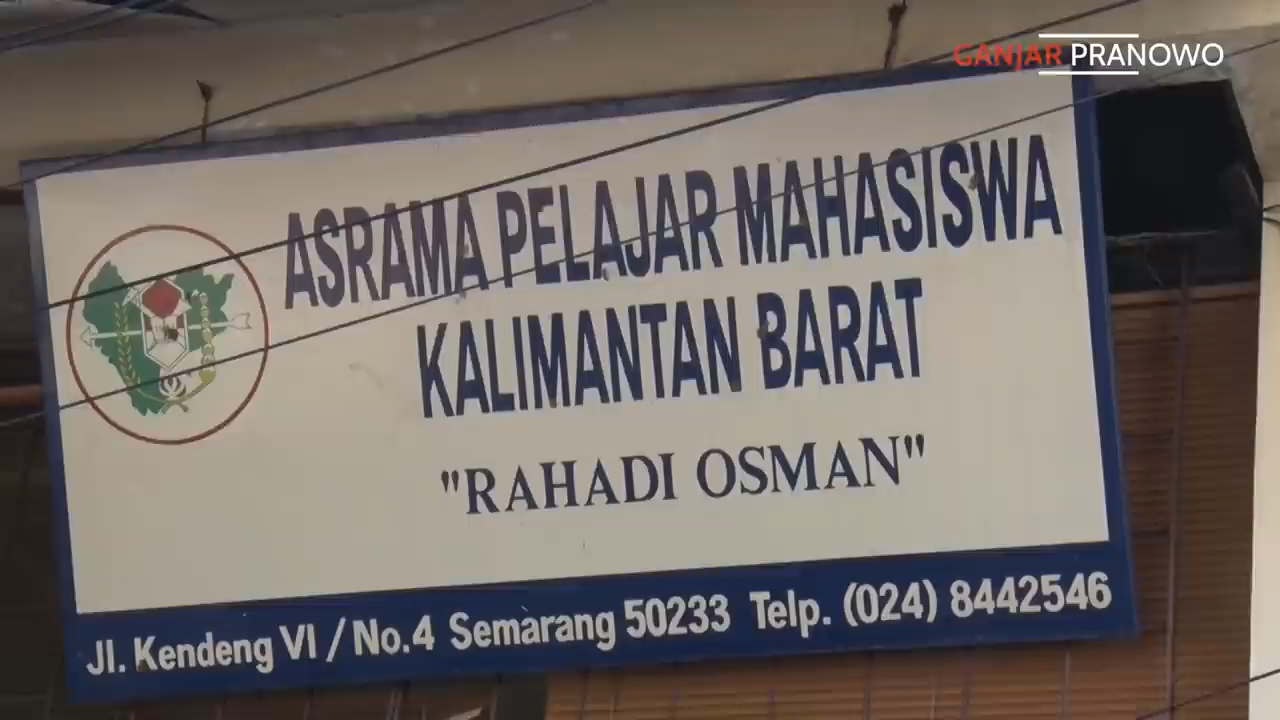 GANJAR PRANOWO
ASRAMA PELAJAR MAHASISWA
KALIMANTAN BARAT
"RAHADI OSMAN"
Jl. Kendeng VI / No.4 Semarang 50233 Telp. (024) 8442546